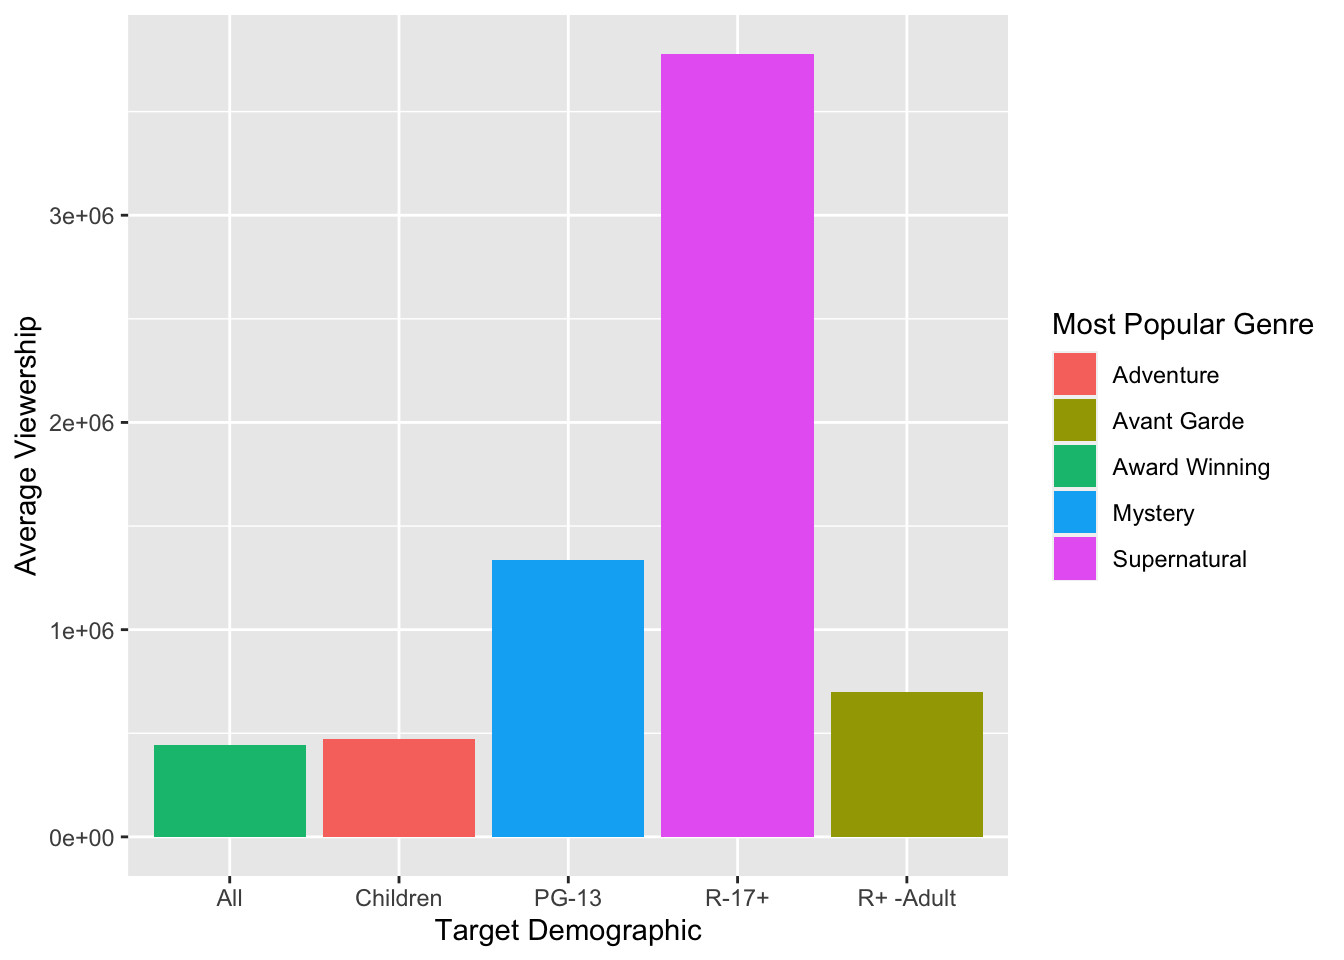 3e+06
2e+06
1e+06
0e+00
Average Viewership
All
Children
PG-13
R-17+
R+ -Adult
Target Demographic
Most Popular Genre
Adventure
Avant Garde
Award Winning
Mystery
Supernatural